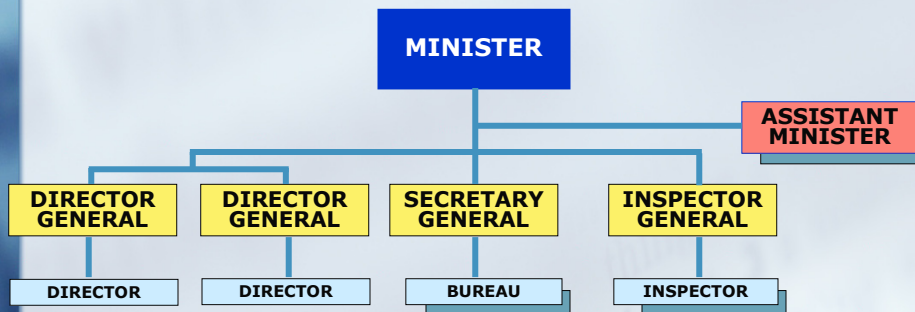 MINISTER
ASSISTANT
MINISTER
DIRECTOR
GENERAL
DIRECTOR
GENERAL
SECRETARY
GENERAL
INSPECTOR
GENERAL
DIRECTOR
DIRECTOR
BUREAU
INSPECTOR